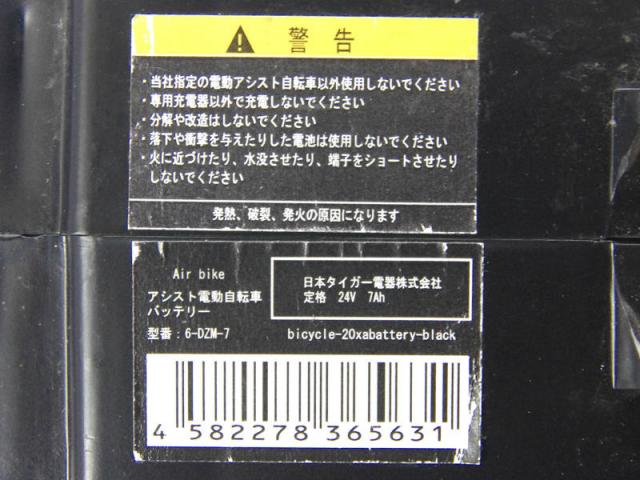 警告
・当社指定の電動アシスト自転車以外使用しないでください
・専用充電器以外で充電しないでください
・分解や改造はしないでください
・落下や衝撃を与えたりした電池は使用しないでください
・火に近づけたり、水没させたり、端子をショートさせたり
しないでください
発熱、破裂、発火の原因になります
Air bike
アシスト電動自転車
バッテリー
型番：6-DZM-7
日本タイガー電器株式会社
定格 24V 7Ah
bicycle-20xabattery-black
4 582278 365631